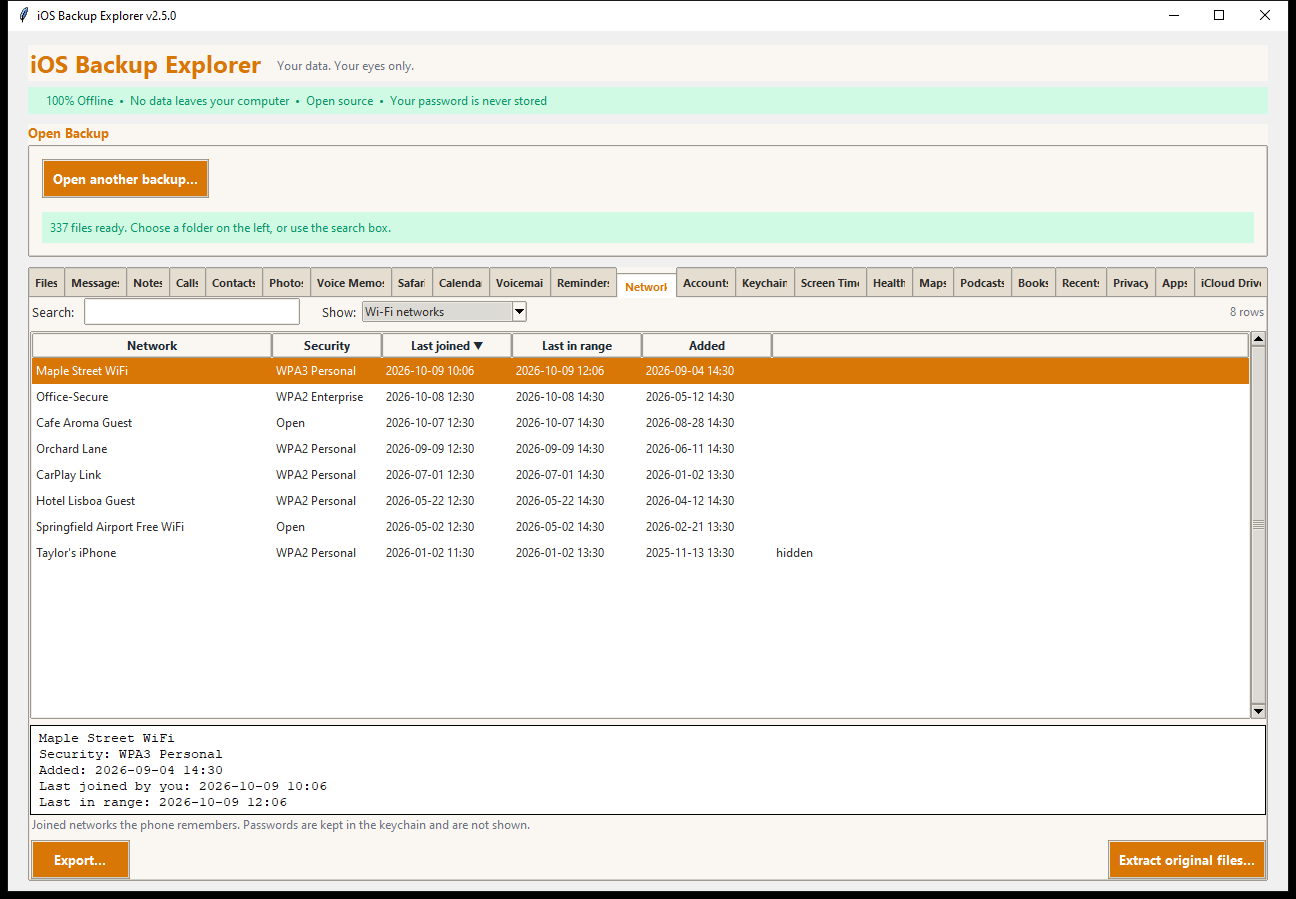 iOS Backup Explorer v2.5.0
iOS Backup Explorer Your data. Your eyes only.
100% Offline • No data leaves your computer • Open source • Your password is never stored
Open Backup
Open another backup...
337 files ready. Choose a folder on the left, or use the search box.
Files Messages Notes Calls Contacts Photos Voice Memos Safari Calenda Voicemai Reminders Network Accounts Keychain Screen Time Health Maps Podcasts Books Recents Privacy Apps iCloud Drive
Search: Show: Wi-Fi networks 8 rows
Network Security Last joined ▼ Last in range Added
Maple Street WiFi WPA3 Personal 2026-10-09 10:06 2026-10-09 12:06 2026-09-04 14:30
Office-Secure WPA2 Enterprise 2026-10-08 12:30 2026-10-08 14:30 2026-05-12 14:30
Cafe Aroma Guest Open 2026-10-07 12:30 2026-10-07 14:30 2026-08-28 14:30
Orchard Lane WPA2 Personal 2026-09-09 12:30 2026-09-09 14:30 2026-06-11 14:30
CarPlay Link WPA2 Personal 2026-07-01 12:30 2026-07-01 14:30 2026-01-02 13:30
Hotel Lisboa Guest WPA2 Personal 2026-05-22 12:30 2026-05-22 14:30 2026-04-12 14:30
Springfield Airport Free WiFi Open 2026-05-02 12:30 2026-05-02 14:30 2026-02-21 13:30
Taylor's iPhone WPA2 Personal 2026-01-02 11:30 2026-01-02 13:30 2025-11-13 13:30 hidden
Maple Street WiFi
Security: WPA3 Personal
Added: 2026-09-04 14:30
Last joined by you: 2026-10-09 10:06
Last in range: 2026-10-09 12:06
Joined networks the phone remembers. Passwords are kept in the keychain and are not shown.
Export... Extract original files...